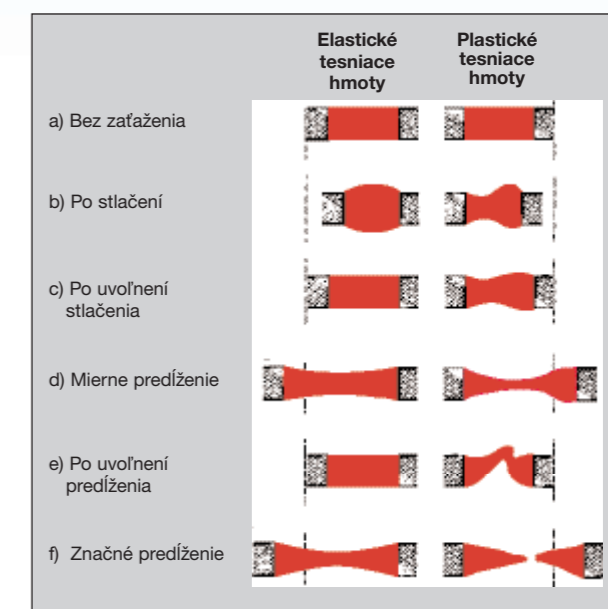 Elastické
tesniace
hmoty
Plastické
tesniace
hmoty
a) Bez zaťaženia
b) Po stlačení
c) Po uvoľnení
stlačenia
d) Mierne predĺženie
e) Po uvoľnení
predĺženia
f) Značné predĺženie